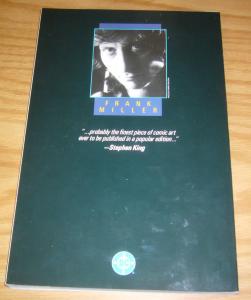 FRANK
MILLER
"...probably the finest piece of comic art
ever to be published in a popular edition..."
—Stephen King